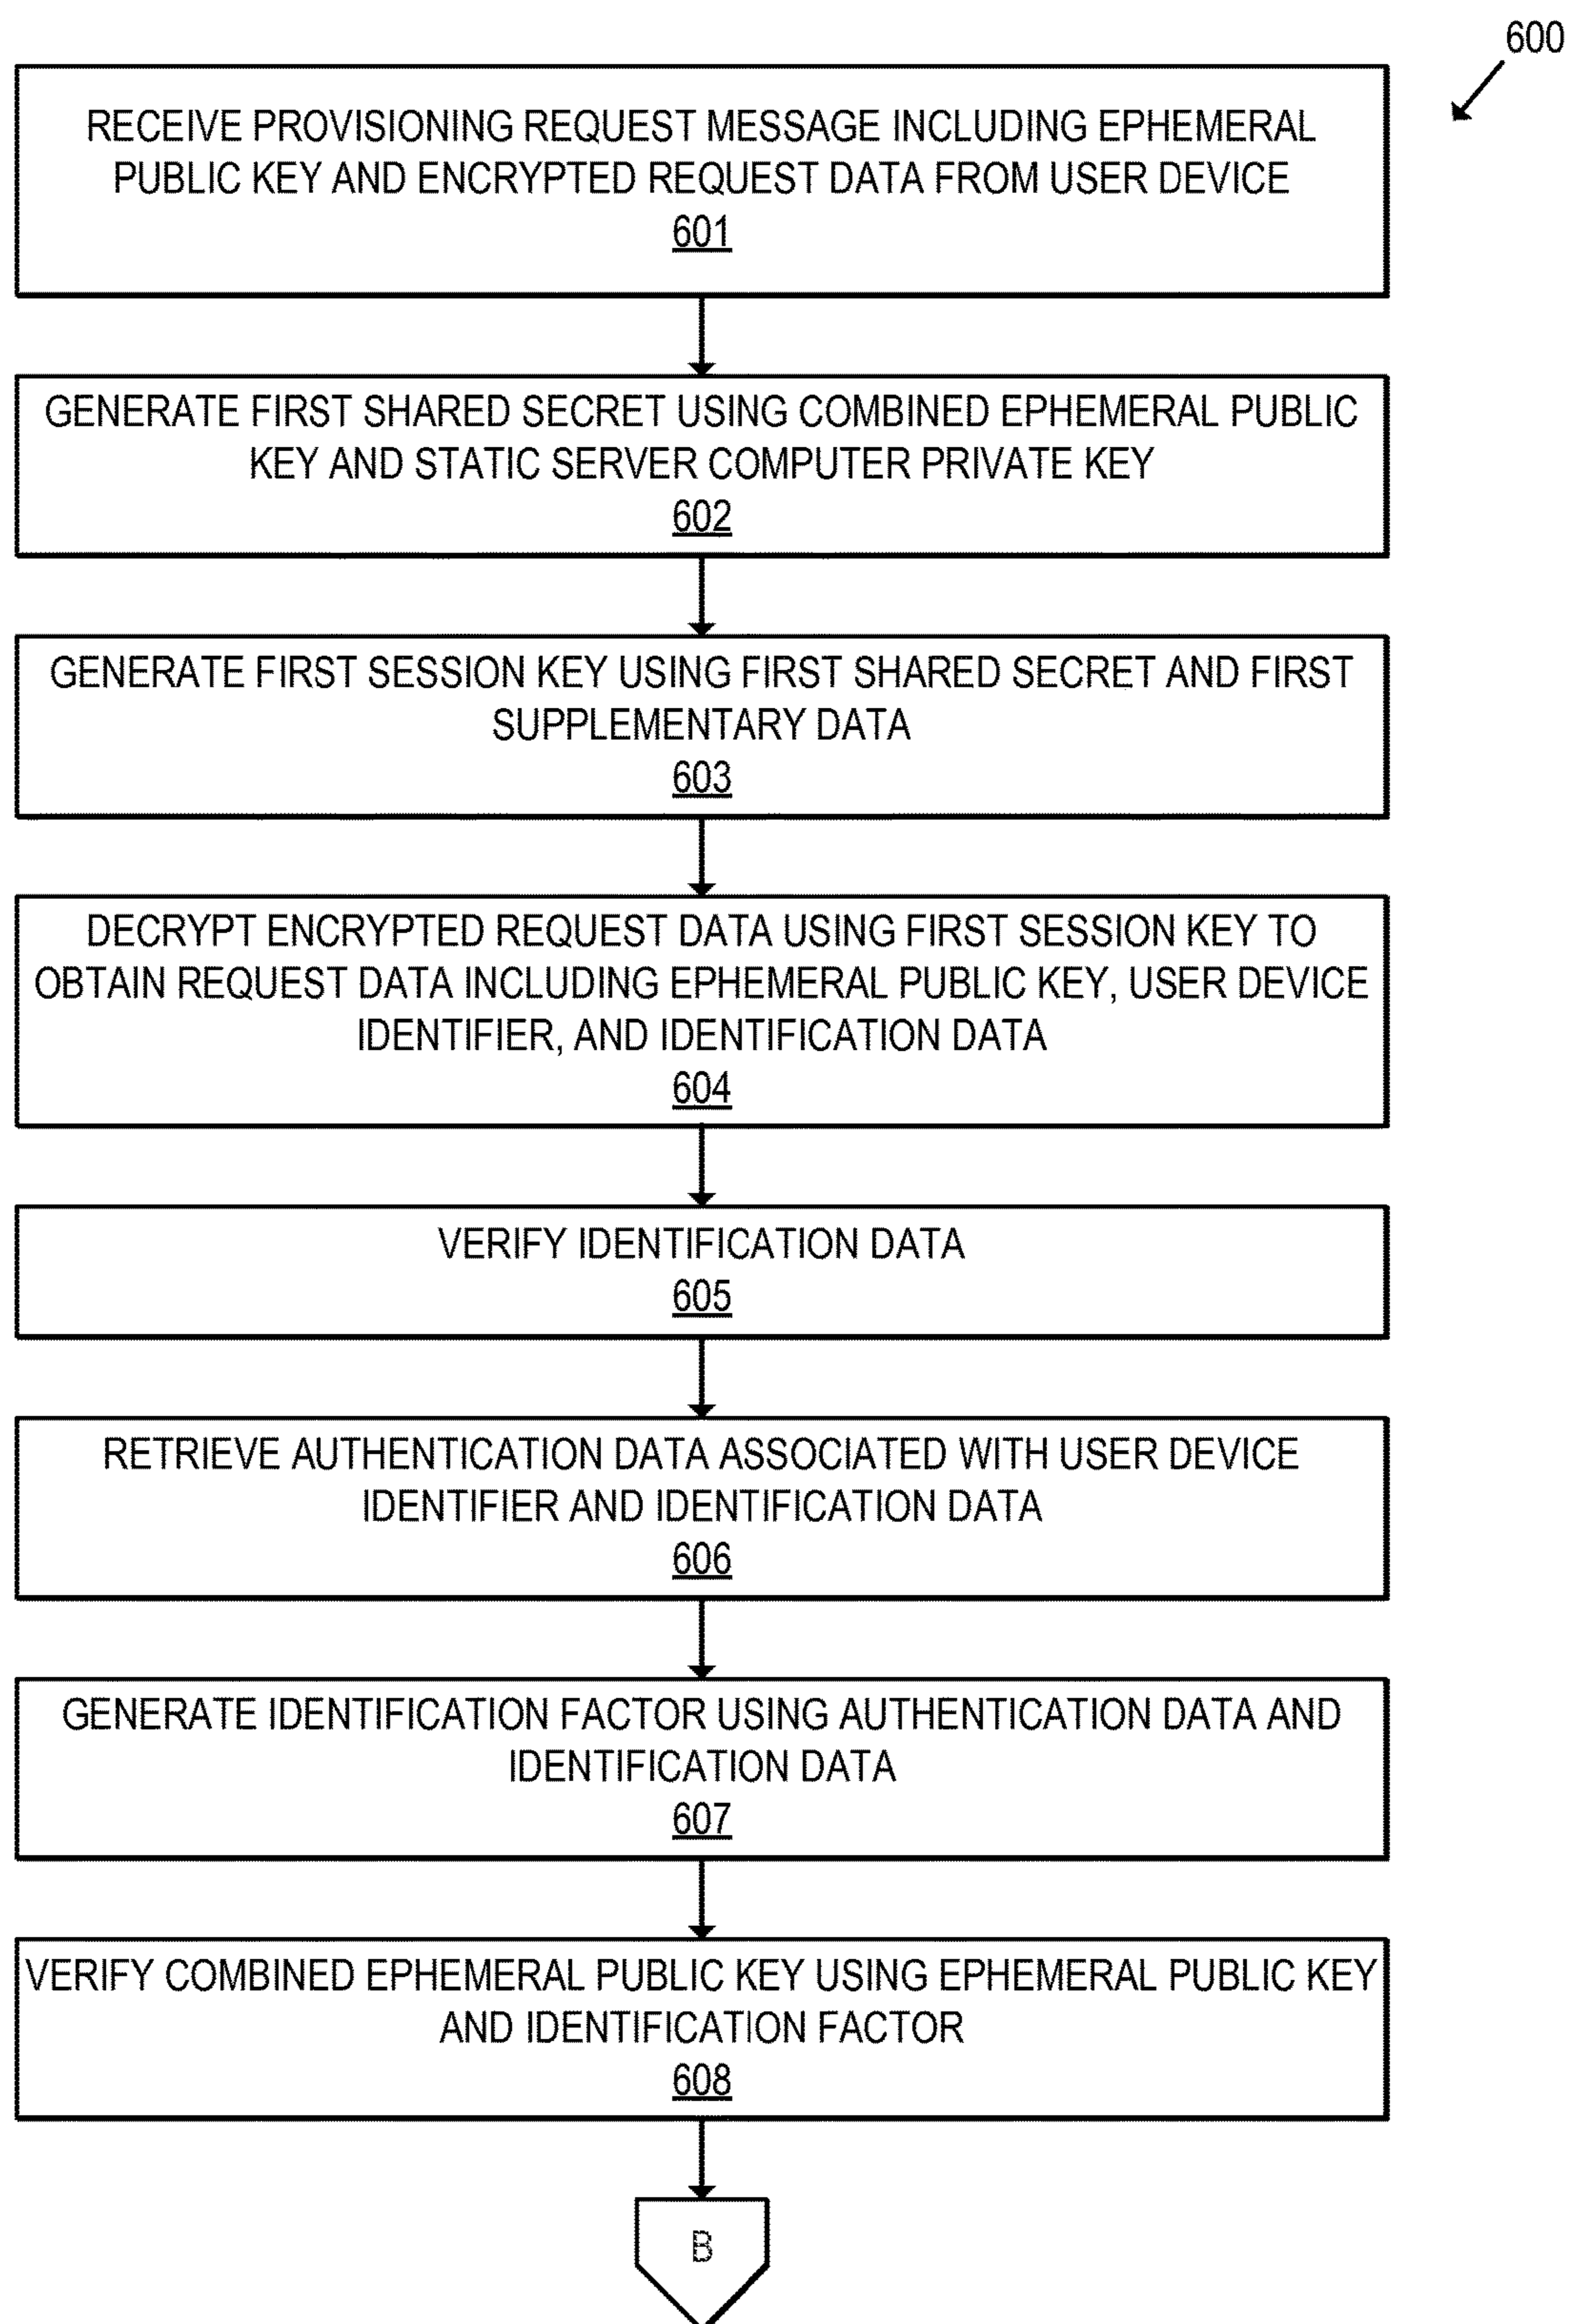 600
RECEIVE PROVISIONING REQUEST MESSAGE INCLUDING EPHEMERAL
PUBLIC KEY AND ENCRYPTED REQUEST DATA FROM USER DEVICE
601
GENERATE FIRST SHARED SECRET USING COMBINED EPHEMERAL PUBLIC
KEY AND STATIC SERVER COMPUTER PRIVATE KEY
602
GENERATE FIRST SESSION KEY USING FIRST SHARED SECRET AND FIRST
SUPPLEMENTARY DATA
603
DECRYPT ENCRYPTED REQUEST DATA USING FIRST SESSION KEY TO
OBTAIN REQUEST DATA INCLUDING EPHEMERAL PUBLIC KEY, USER DEVICE
IDENTIFIER, AND IDENTIFICATION DATA
604
VERIFY IDENTIFICATION DATA
605
RETRIEVE AUTHENTICATION DATA ASSOCIATED WITH USER DEVICE
IDENTIFIER AND IDENTIFICATION DATA
606
GENERATE IDENTIFICATION FACTOR USING AUTHENTICATION DATA AND
IDENTIFICATION DATA
607
VERIFY COMBINED EPHEMERAL PUBLIC KEY USING EPHEMERAL PUBLIC KEY
AND IDENTIFICATION FACTOR
608
B